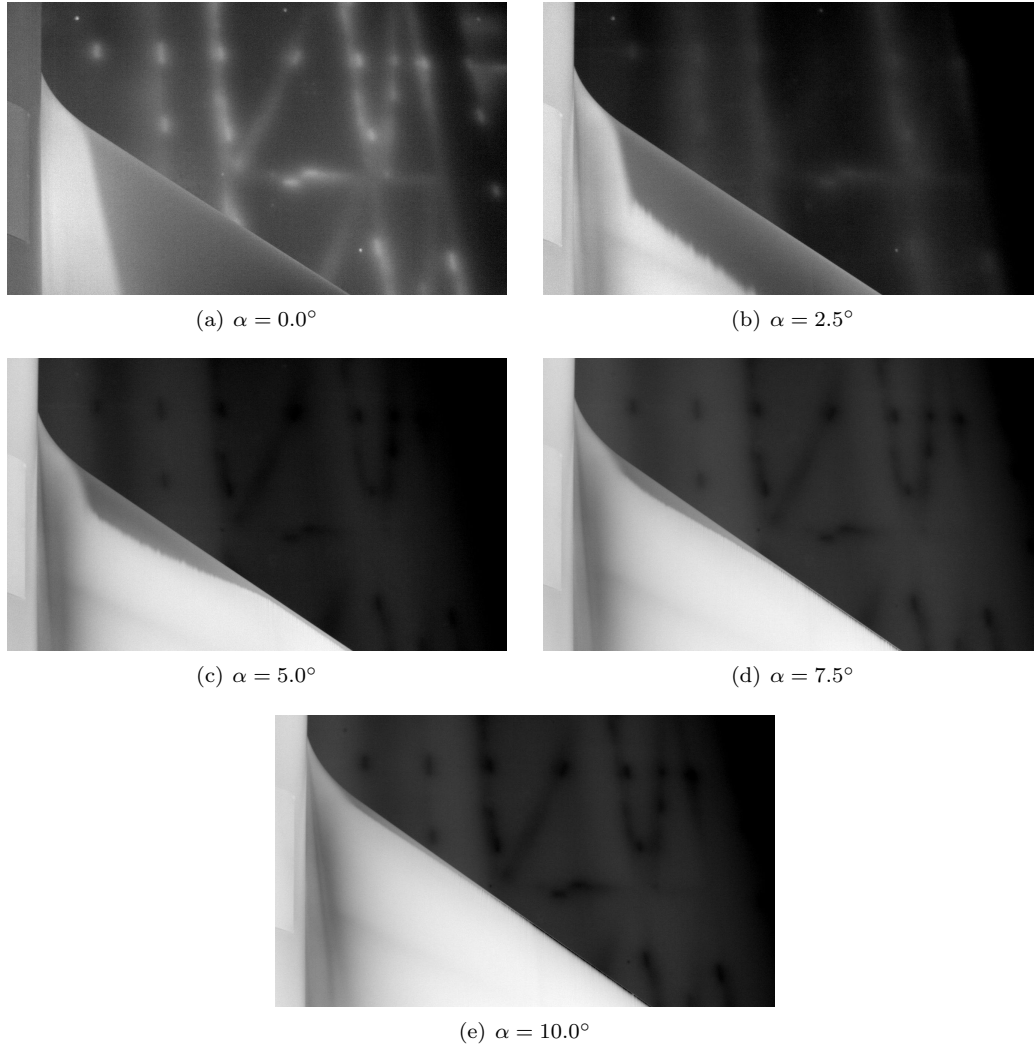 (a) α = 0.0°
(b) α = 2.5°
(c) α = 5.0°
(d) α = 7.5°
(e) α = 10.0°